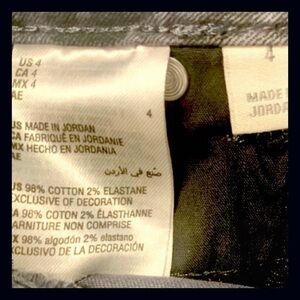 US 4
CA 4
MX 4
AE
4
US MADE IN JORDAN
CA FABRIQUÉ EN JORDANIE
MX HECHO EN JORDANIA
AE
صنع في الأردن
US 98% COTTON 2% ELASTANE
EXCLUSIVE OF DECORATION
CA 98% COTON 2% ÉLASTHANNE
GARNITURE NON COMPRISE
MX 98% algodón 2% elastano
EXCLUSIVO DE LA DECORACIÓN
4
MADE
JORDA